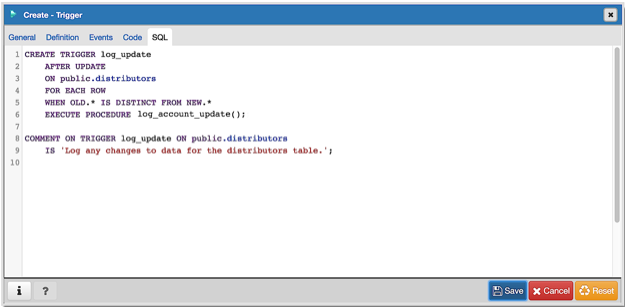 Create - Trigger
General Definition Events Code SQL
1 CREATE TRIGGER log_update
2 AFTER UPDATE
3 ON public.distributors
4 FOR EACH ROW
5 WHEN OLD.* IS DISTINCT FROM NEW.*
6 EXECUTE PROCEDURE log_account_update();
7
8 COMMENT ON TRIGGER log_update ON public.distributors
9 IS 'Log any changes to data for the distributors table.';
10
i ? Save Cancel Reset